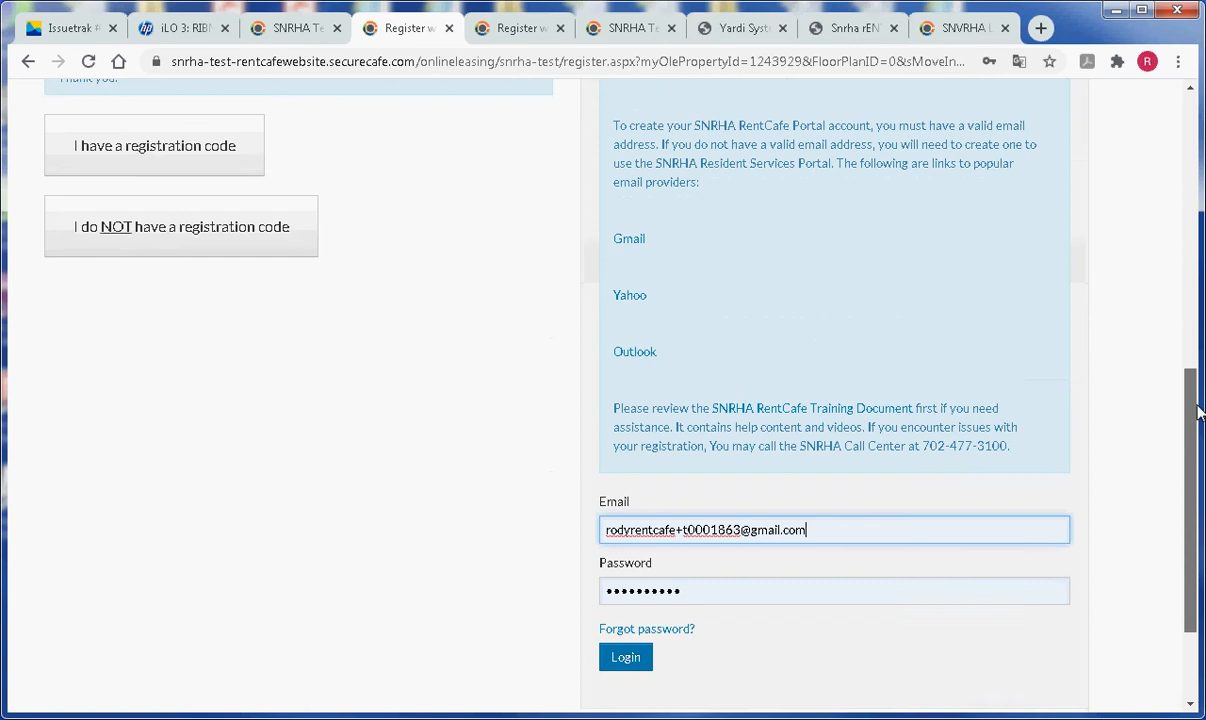 Issuetrak #
iLO 3: RIBN
SNRHA Te
Register w
Register w
SNRHA Te
Yardi Syst
Snrha rEN
SNVRHA L
snrha-test-rentcafewebsite.securecafe.com/onlineleasing/snrha-test/register.aspx?myOlePropertyId=1243929&FloorPlanID=0&sMoveIn...
R
Thank you!
I have a registration code
I do NOT have a registration code
To create your SNRHA RentCafe Portal account, you must have a valid email
address. If you do not have a valid email address, you will need to create one to
use the SNRHA Resident Services Portal. The following are links to popular
email providers:
Gmail
Yahoo
Outlook
Please review the SNRHA RentCafe Training Document first if you need
assistance. It contains help content and videos. If you encounter issues with
your registration, You may call the SNRHA Call Center at 702-477-3100.
Email
rodyrentcafe+t0001863@gmail.com
Password
••••••••••
Forgot password?
Login